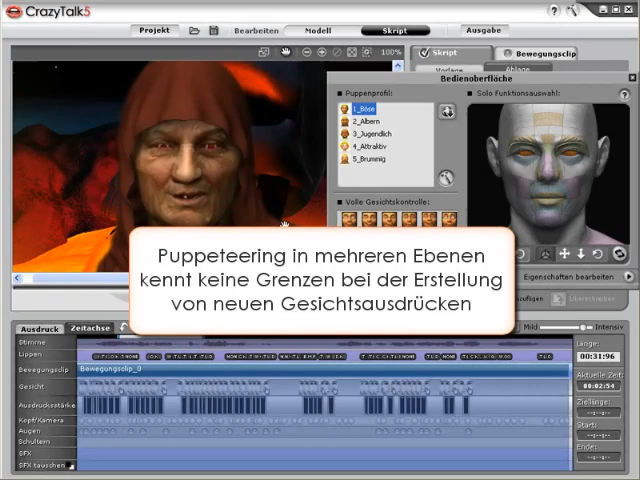 CrazyTalk5
Projekt
Bearbeiten
Modell
Skript
Ausgabe
100%
Skript
Bewegungsclip
Vorlage
Ablage
Bedienoberfläche
Puppenprofil:
Solo Funktionsauswahl:
1_Böse
2_Albern
3_Jugendlich
4_Attraktiv
5_Brummig
Volle Gesichtskontrolle:
Puppeteering in mehreren Ebenen
kennt keine Grenzen bei der Erstellung
von neuen Gesichtsausdrücken
Eigenschaften bearbeiten
Überschreiben
Ausdruck
Zeitachse
Mild
Intensiv
Stimme
Lippen
Bewegungsclip
Bewegungsclip_0
Gesicht
Ausdrucksstärke
Kopf/Kamera
Augen
Schultern
SFX
SFX tauschen
Länge:
00:31:96
Aktuelle Zeit:
00:02:54
Ziellänge:
--:--:--
Start:
--:--:--
Ende:
--:--:--